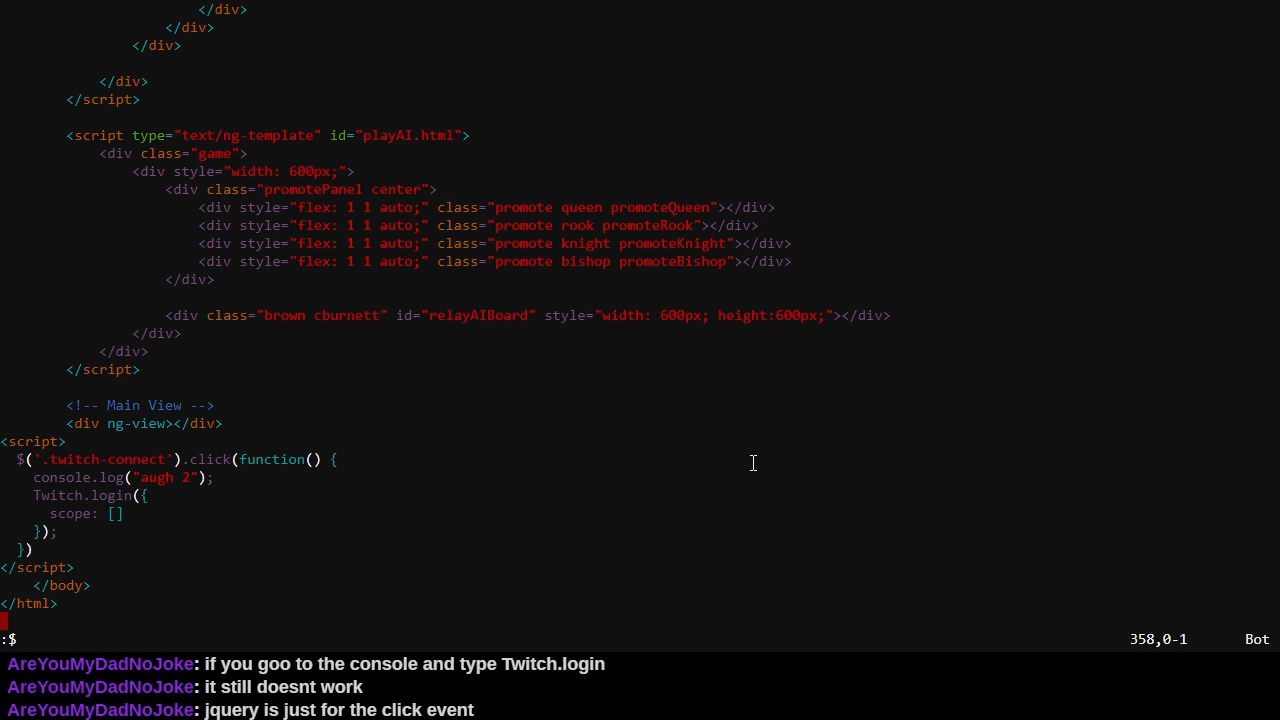 </div>
</div>
</div>
</div>
</script>
<script type="text/ng-template" id="playAI.html">
<div class="game">
<div style="width: 600px;">
<div class="promotePanel center">
<div style="flex: 1 1 auto;" class="promote queen promoteQueen"></div>
<div style="flex: 1 1 auto;" class="promote rook promoteRook"></div>
<div style="flex: 1 1 auto;" class="promote knight promoteKnight"></div>
<div style="flex: 1 1 auto;" class="promote bishop promoteBishop"></div>
</div>
<div class="brown cburnett" id="relayAIBoard" style="width: 600px; height:600px;"></div>
</div>
</div>
</script>
<!-- Main View -->
<div ng-view></div>
<script>
$('.twitch-connect').click(function() {
console.log("augh 2");
Twitch.login({
scope: []
});
})
</script>
</body>
</html>
:$ 358,0-1 Bot
AreYouMyDadNoJoke: if you goo to the console and type Twitch.login
AreYouMyDadNoJoke: it still doesnt work
AreYouMyDadNoJoke: jquery is just for the click event